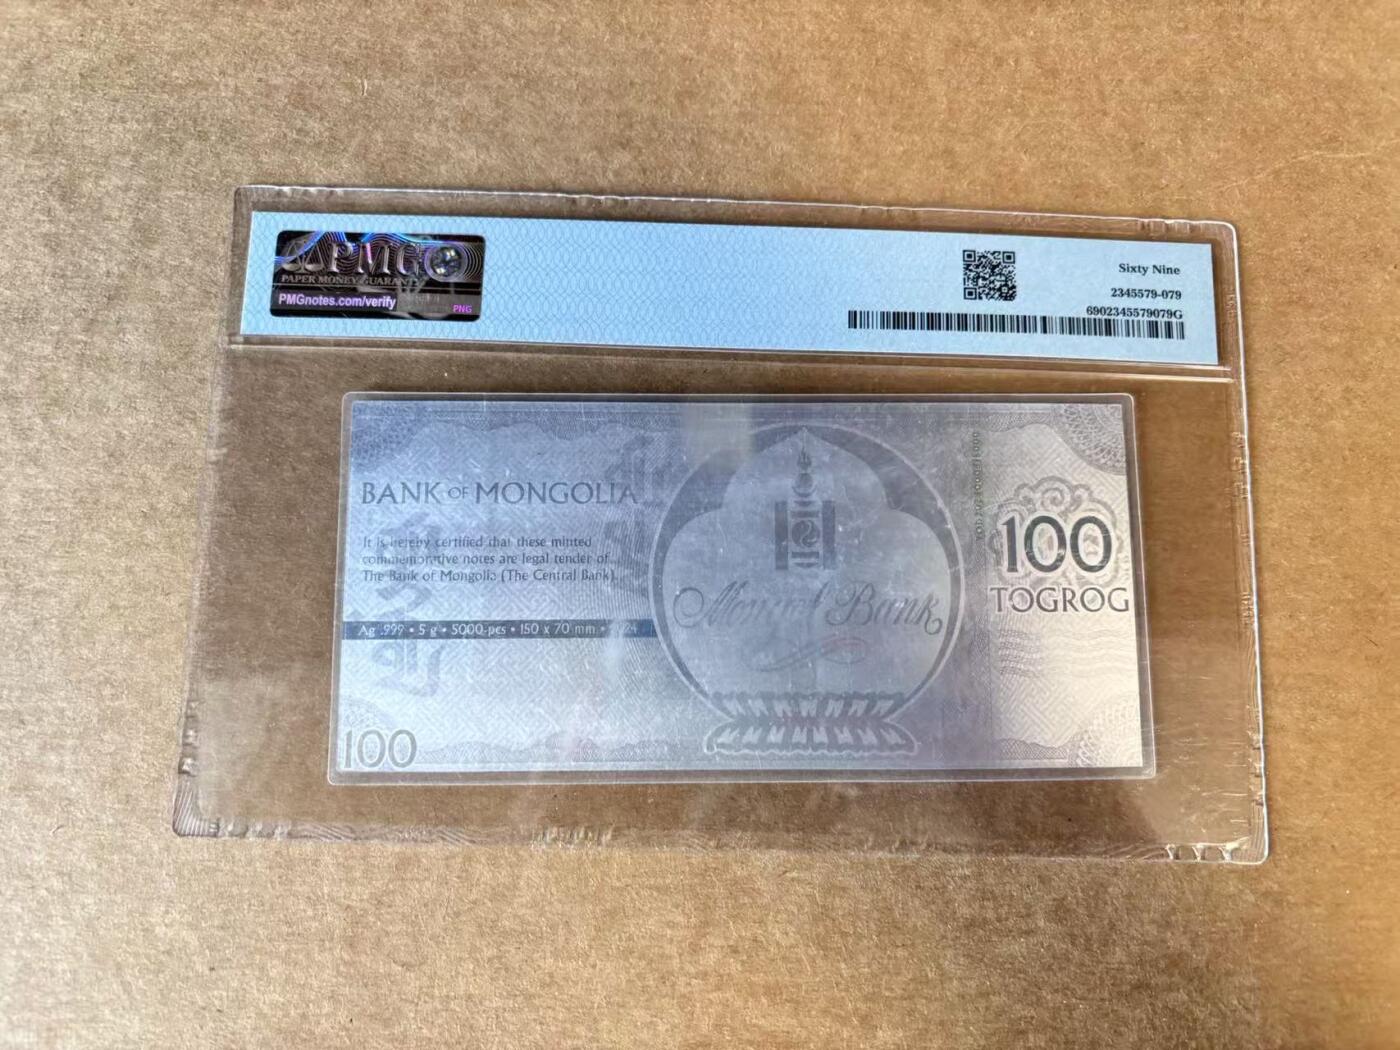 PMG
PAPER MONEY GUARANTY
PMGnotes.com/verify
PNG
Sixty Nine
2345579-079
6902345579079G
BANK OF MONGOLIA
It is hereby certified that these minted
commemorative notes are legal tender of
The Bank of Mongolia (The Central Bank).
Ag .999 • 5 g • 5000 pcs • 150 x 70 mm •
100
Bank
100
TOGROG